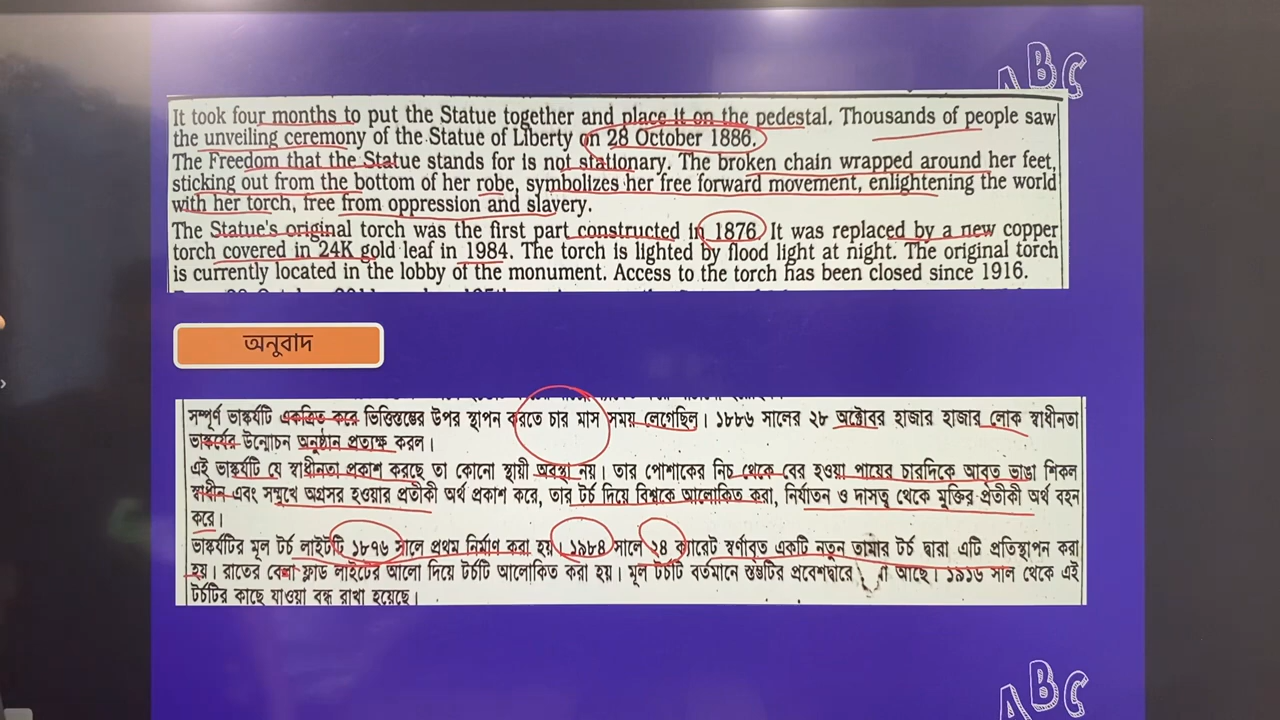 ABC
It took four months to put the Statue together and place it on the pedestal. Thousands of people saw
the unveiling ceremony of the Statue of Liberty on 28 October 1886.
The Freedom that the Statue stands for is not stationary. The broken chain wrapped around her feet,
sticking out from the bottom of her robe, symbolizes her free forward movement, enlightening the world
with her torch, free from oppression and slavery.
The Statue's original torch was the first part constructed in 1876. It was replaced by a new copper
torch covered in 24K gold leaf in 1984. The torch is lighted by flood light at night. The original torch
is currently located in the lobby of the monument. Access to the torch has been closed since 1916.
অনুবাদ
সম্পূর্ণ ভাস্কর্যটি একত্রিত করে ভিত্তিস্তম্ভের উপর স্থাপন করতে চার মাস সময় লেগেছিল। ১৮৮৬ সালের ২৮ অক্টোবর হাজার হাজার লোক স্বাধীনতা
ভাস্কর্যের উন্মোচন অনুষ্ঠান প্রত্যক্ষ করল।
এই ভাস্কর্যটি যে স্বাধীনতা প্রকাশ করছে তা কোনো স্থায়ী অবস্থা নয়। তার পোশাকের নিচ থেকে বের হওয়া পায়ের চারদিকে আবৃত ভাঙা শিকল
স্বাধীন এবং সম্মুখে অগ্রসর হওয়ার প্রতীকী অর্থ প্রকাশ করে, তার টর্চ দিয়ে বিশ্বকে আলোকিত করা, নির্যাতন ও দাসত্ব থেকে মুক্তির প্রতীকী অর্থ বহন
করে।
ভাস্কর্যটির মূল টর্চ লাইটটি ১৮৭৬ সালে প্রথম নির্মাণ করা হয়। ১৯৮৪ সালে ২৪ ক্যারেট স্বর্ণাবৃত একটি নতুন তামার টর্চ দ্বারা এটি প্রতিস্থাপন করা
হয়। রাতের বেলা ফ্লাড লাইটের আলো দিয়ে টর্চটি আলোকিত করা হয়। মূল টর্চটি বর্তমানে স্তম্ভটির প্রবেশদ্বারে আছে। ১৯১৬ সাল থেকে এই
টর্চটির কাছে যাওয়া বন্ধ রাখা হয়েছে।
ABC